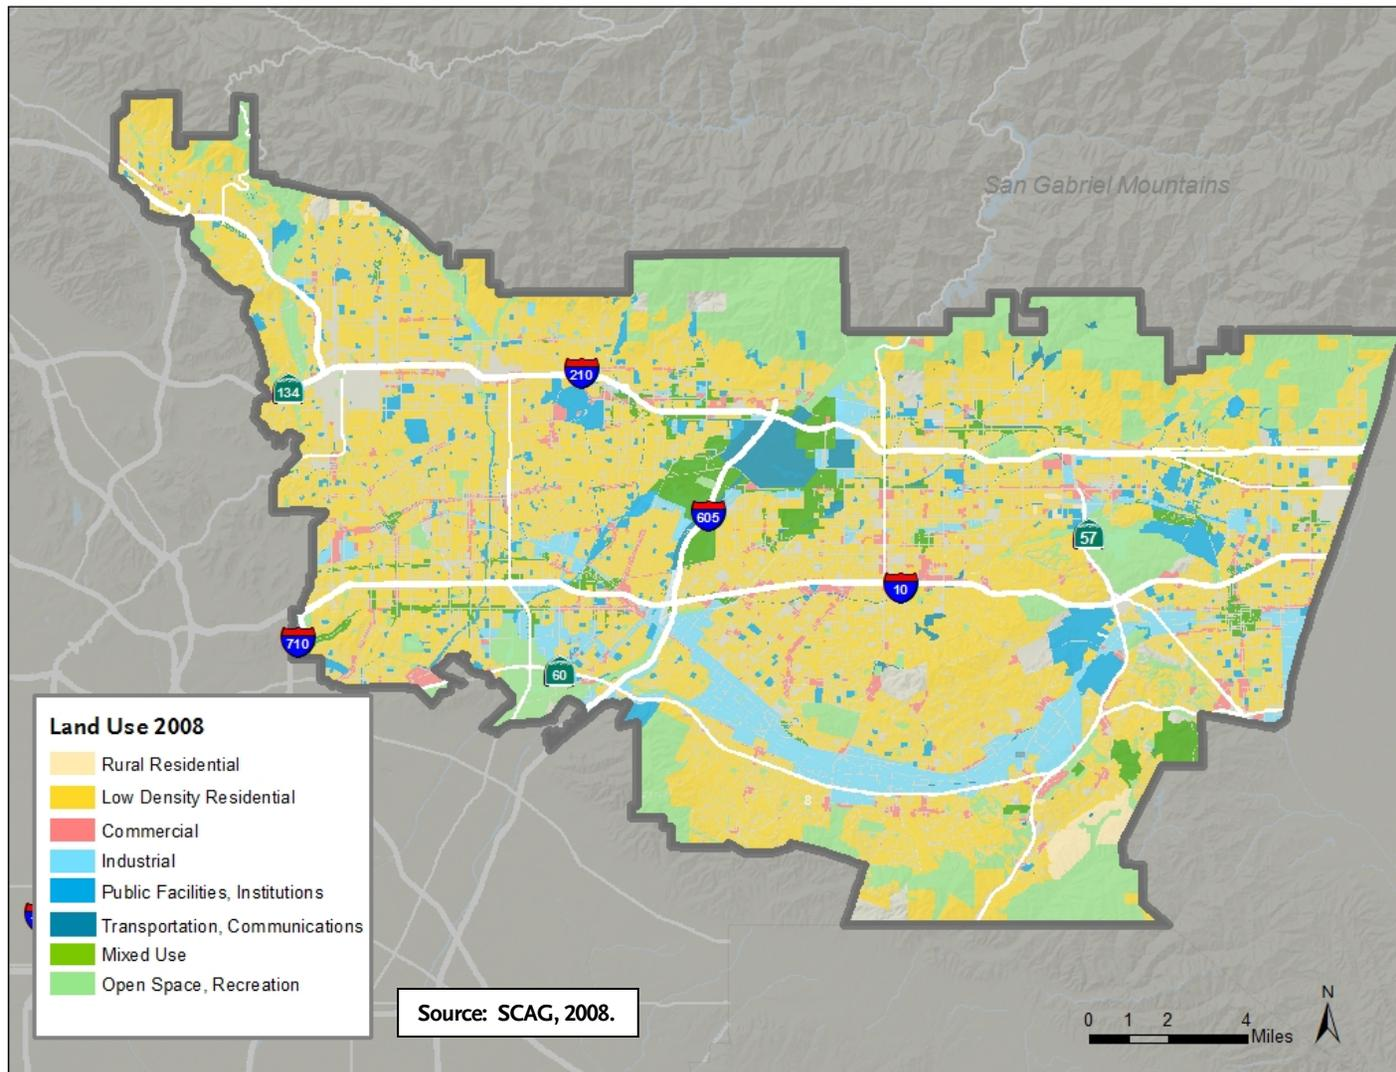 San Gabriel Mountains
210
134
605
57
10
710
60
8
Land Use 2008
Rural Residential
Low Density Residential
Commercial
Industrial
Public Facilities, Institutions
Transportation, Communications
Mixed Use
Open Space, Recreation
Source: SCAG, 2008.
N
0 1 2 4
Miles